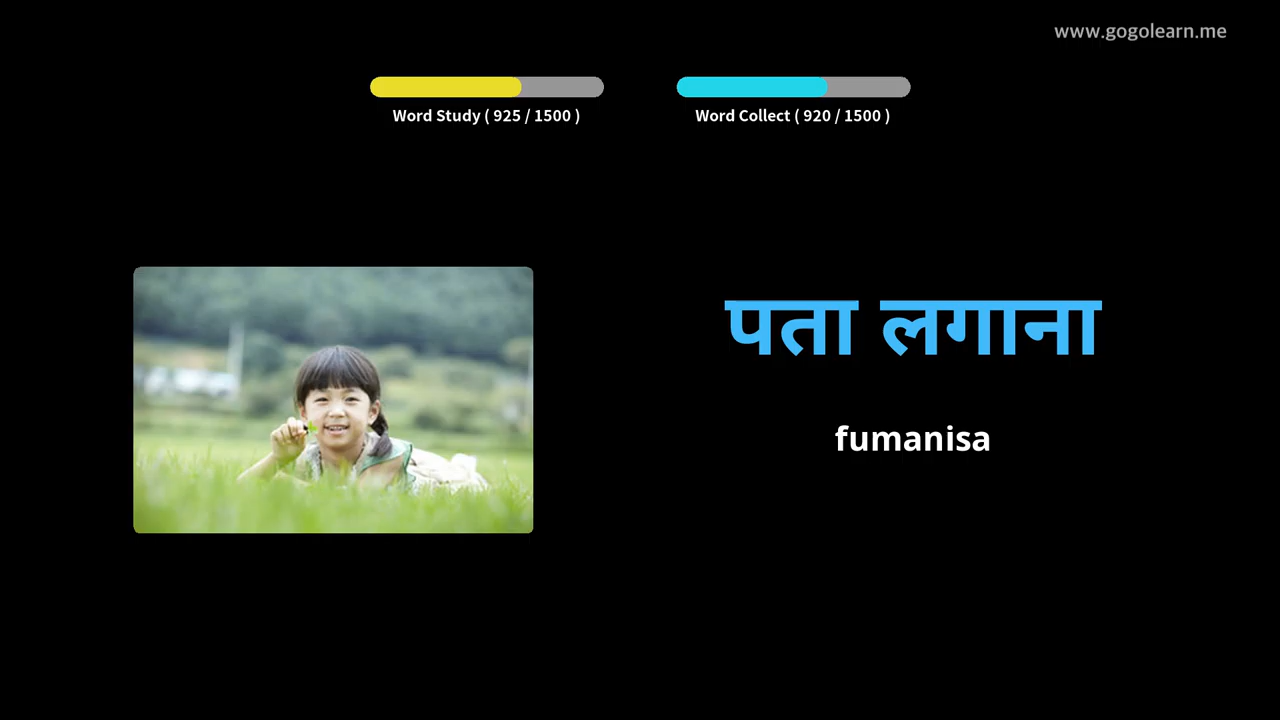 www.gogolearn.me
Word Study ( 925 / 1500 )
Word Collect ( 920 / 1500 )
पता लगाना
fumanisa